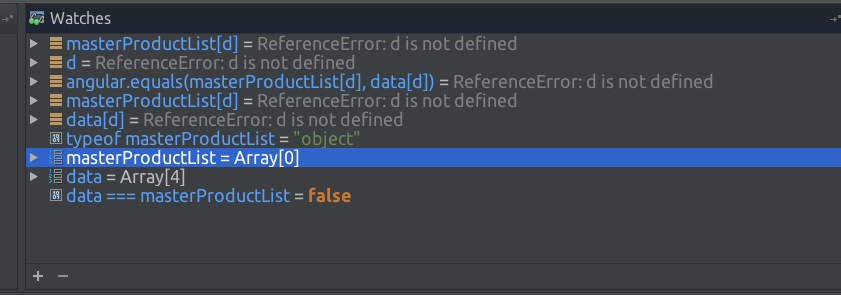 Watches
masterProductList[d] = ReferenceError: d is not defined
d = ReferenceError: d is not defined
angular.equals(masterProductList[d], data[d]) = ReferenceError: d is not defined
masterProductList[d] = ReferenceError: d is not defined
data[d] = ReferenceError: d is not defined
typeof masterProductList = "object"
masterProductList = Array[0]
data = Array[4]
data === masterProductList = false